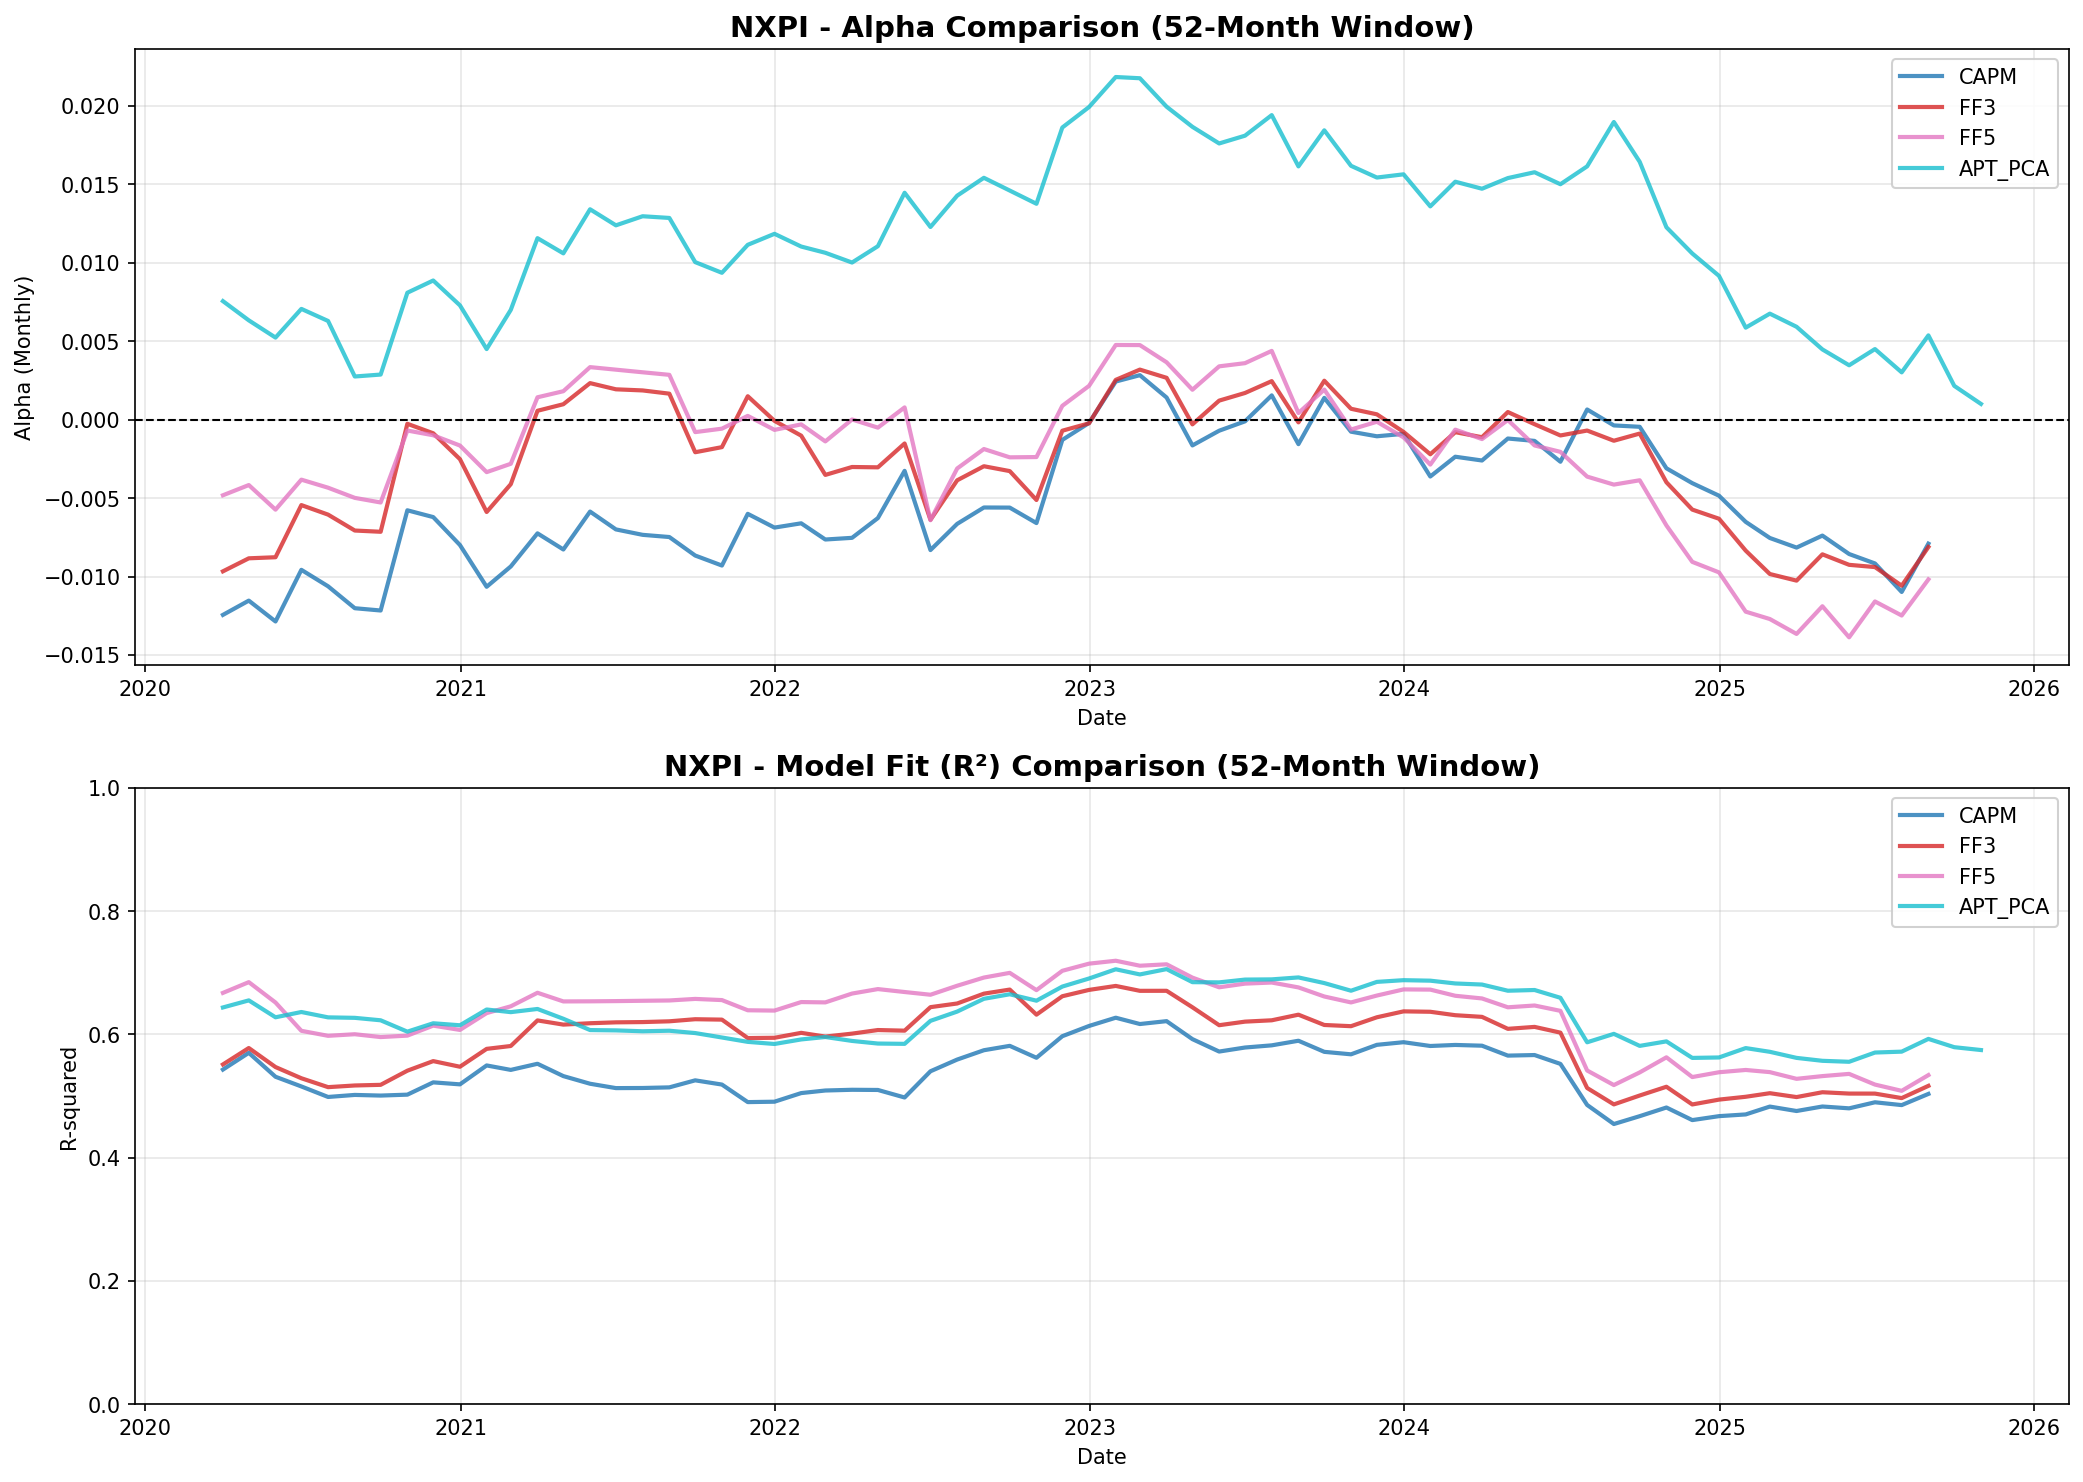 NXPI - Alpha Comparison (52-Month Window)
CAPM
FF3
FF5
APT_PCA
Alpha (Monthly)
0.020
0.015
0.010
0.005
0.000
−0.005
−0.010
−0.015
2020 2021 2022 2023 2024 2025 2026
Date
NXPI - Model Fit (R²) Comparison (52-Month Window)
CAPM
FF3
FF5
APT_PCA
R-squared
1.0
0.8
0.6
0.4
0.2
0.0
2020 2021 2022 2023 2024 2025 2026
Date